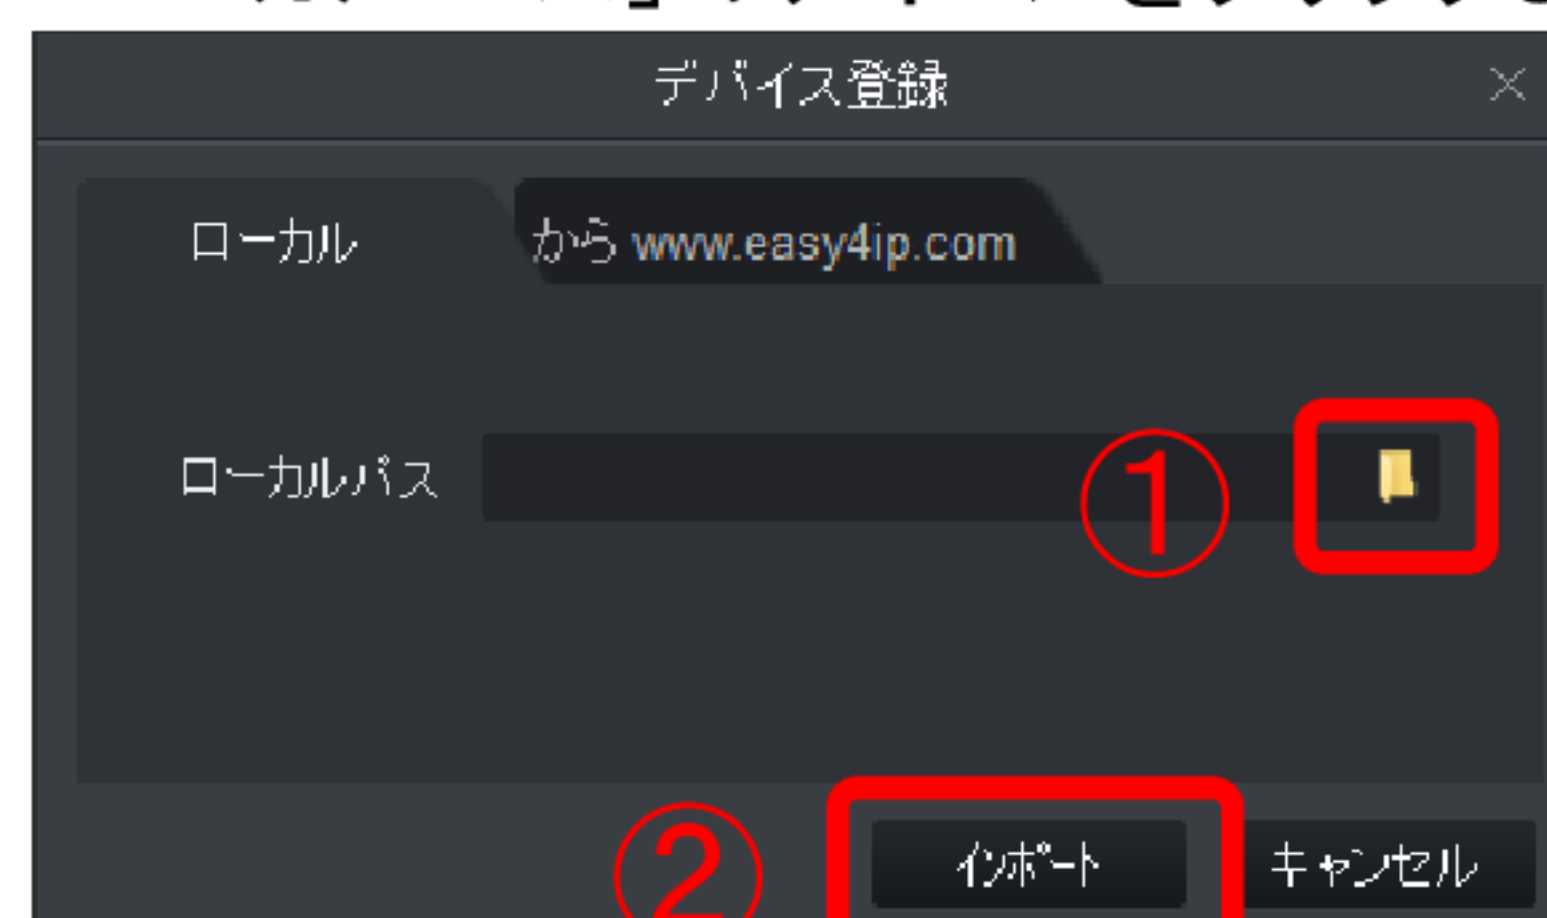 デバイス登録
ローカル
から www.easy4ip.com
ローカルパス
①
②
インポート キャンセル